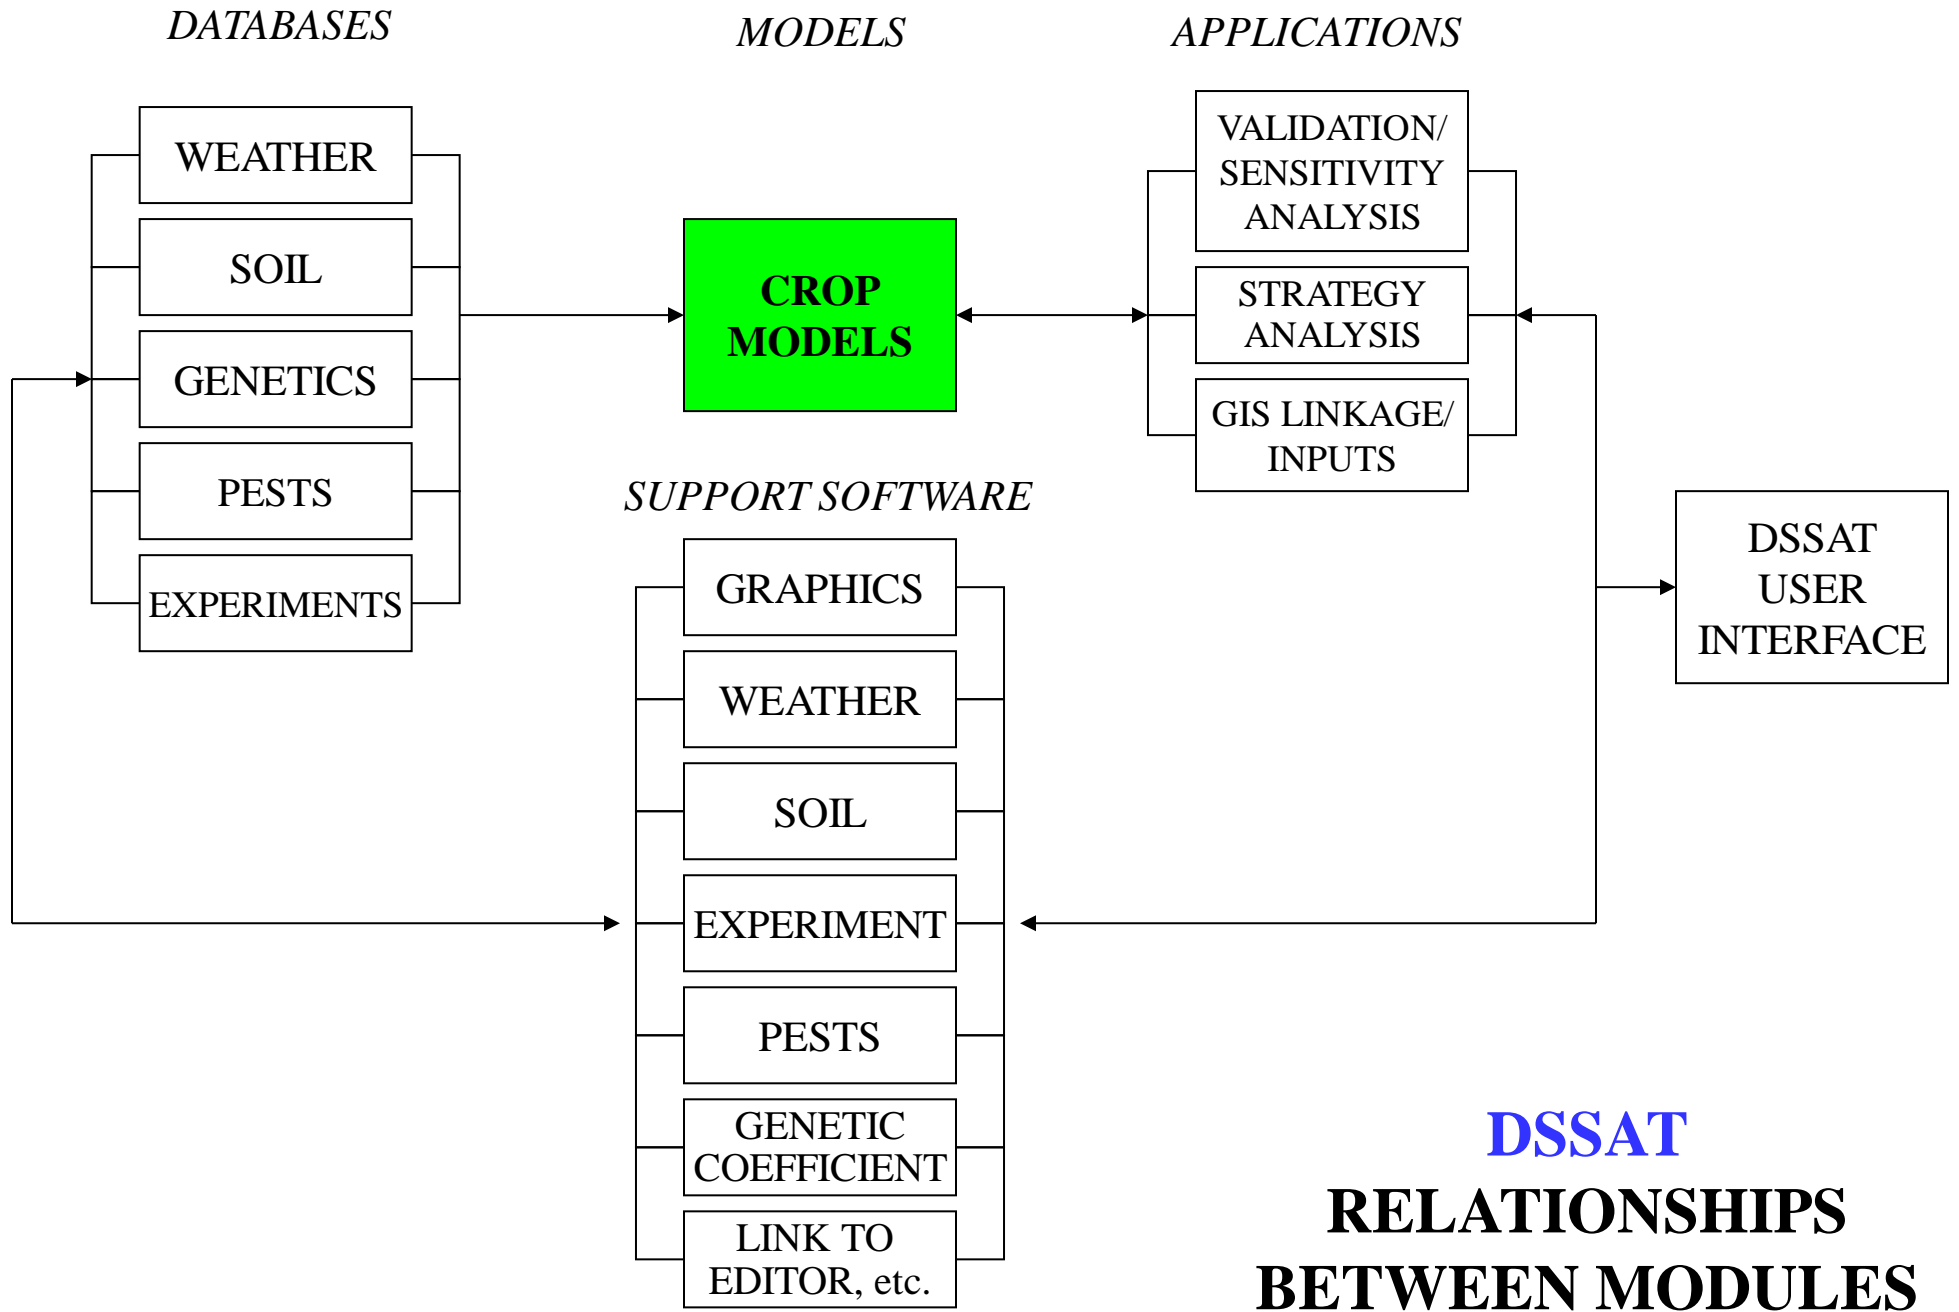 DATABASES
WEATHER
SOIL
GENETICS
PESTS
EXPERIMENTS
MODELS
CROP
MODELS
SUPPORT SOFTWARE
GRAPHICS
WEATHER
SOIL
EXPERIMENT
PESTS
GENETIC
COEFFICIENT
LINK TO
EDITOR, etc.
APPLICATIONS
VALIDATION/
SENSITIVITY
ANALYSIS
STRATEGY
ANALYSIS
GIS LINKAGE/
INPUTS
DSSAT
USER
INTERFACE
DSSAT
RELATIONSHIPS
BETWEEN MODULES